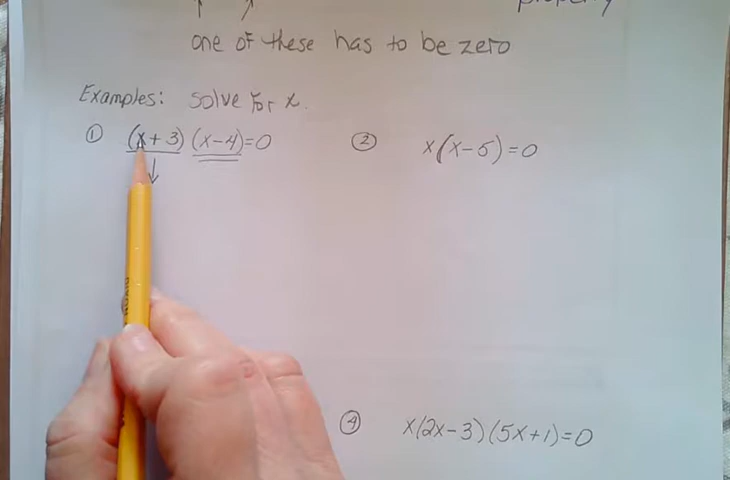 property
one of these has to be zero
Examples: solve for x.
① (x+3)(x-4)=0
② x(x-5)=0
④ x(2x-3)(5x+1)=0